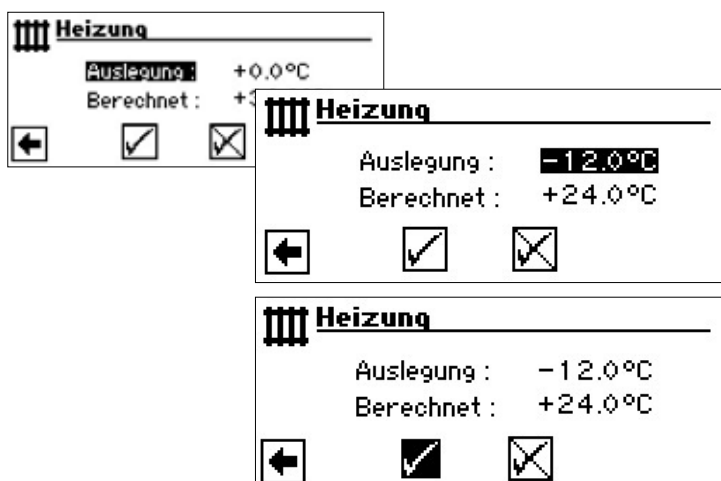 Heizung
Auslegung : +0.0°C
Berechnet :
Heizung
Auslegung : -12.0°C
Berechnet : +24.0°C
Heizung
Auslegung : -12.0°C
Berechnet : +24.0°C